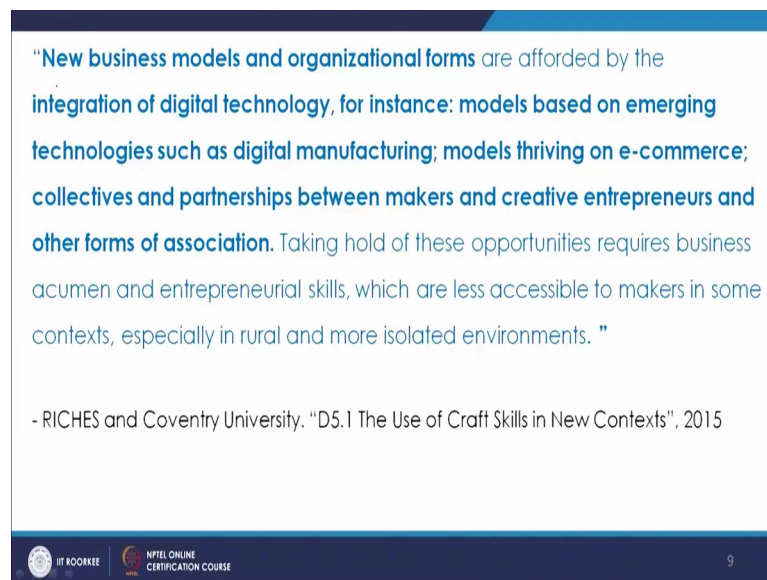 “New business models and organizational forms are afforded by the
integration of digital technology, for instance: models based on emerging
technologies such as digital manufacturing; models thriving on e-commerce;
collectives and partnerships between makers and creative entrepreneurs and
other forms of association. Taking hold of these opportunities requires business
acumen and entrepreneurial skills, which are less accessible to makers in some
contexts, especially in rural and more isolated environments. ”
- RICHES and Coventry University. “D5.1 The Use of Craft Skills in New Contexts”, 2015
IIT ROORKEE
NPTEL ONLINE
CERTIFICATION COURSE
9